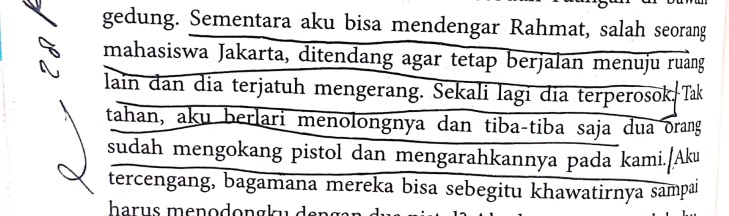 gedung. Sementara aku bisa mendengar Rahmat, salah seorang
mahasiswa Jakarta, ditendang agar tetap berjalan menuju ruang
lain dan dia terjatuh mengerang. Sekali lagi dia terperosok. Tak
tahan, aku berlari menolongnya dan tiba-tiba saja dua orang
sudah mengokang pistol dan mengarahkannya pada kami. Aku
tercengang, bagamana mereka bisa sebegitu khawatirnya sampai
harus menodongku dengan dua